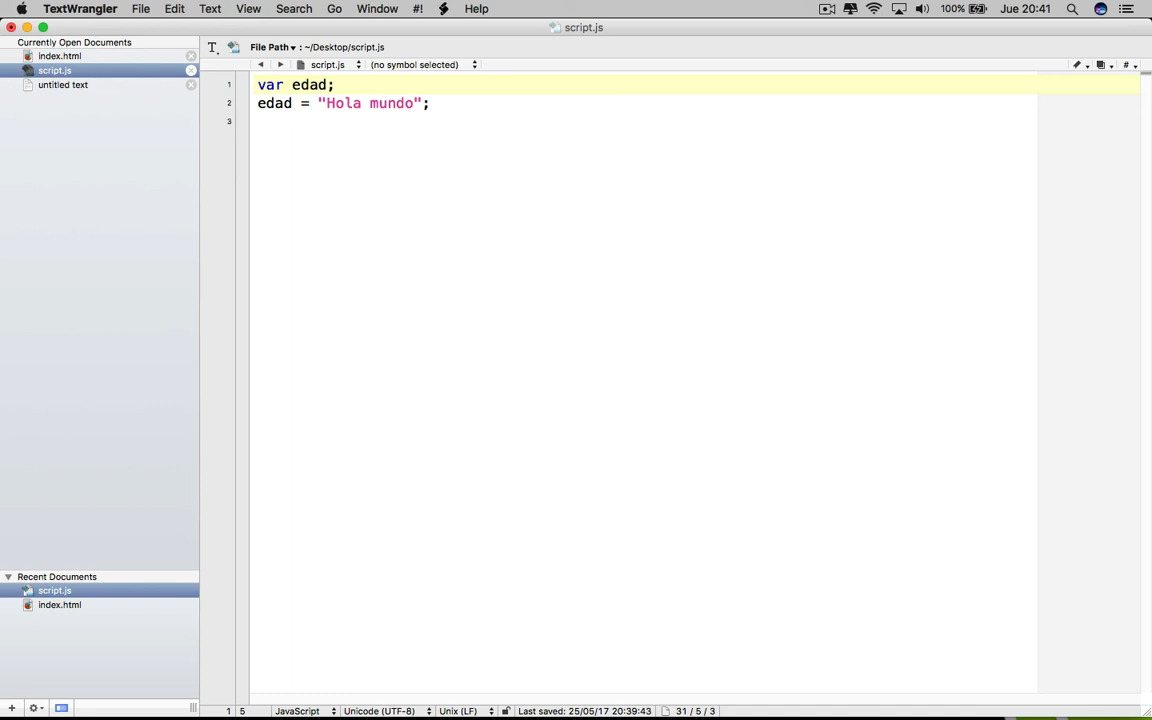 TextWrangler File Edit Text View Search Go Window #! Help 100% Jue 20:41
script.js
Currently Open Documents
index.html
script.js
untitled text
File Path : ~/Desktop/script.js
script.js (no symbol selected) #
1 var edad;
2 edad = "Hola mundo";
3
Recent Documents
script.js
index.html
1 5 JavaScript Unicode (UTF-8) Unix (LF) Last saved: 25/05/17 20:39:43 31 / 5 / 3